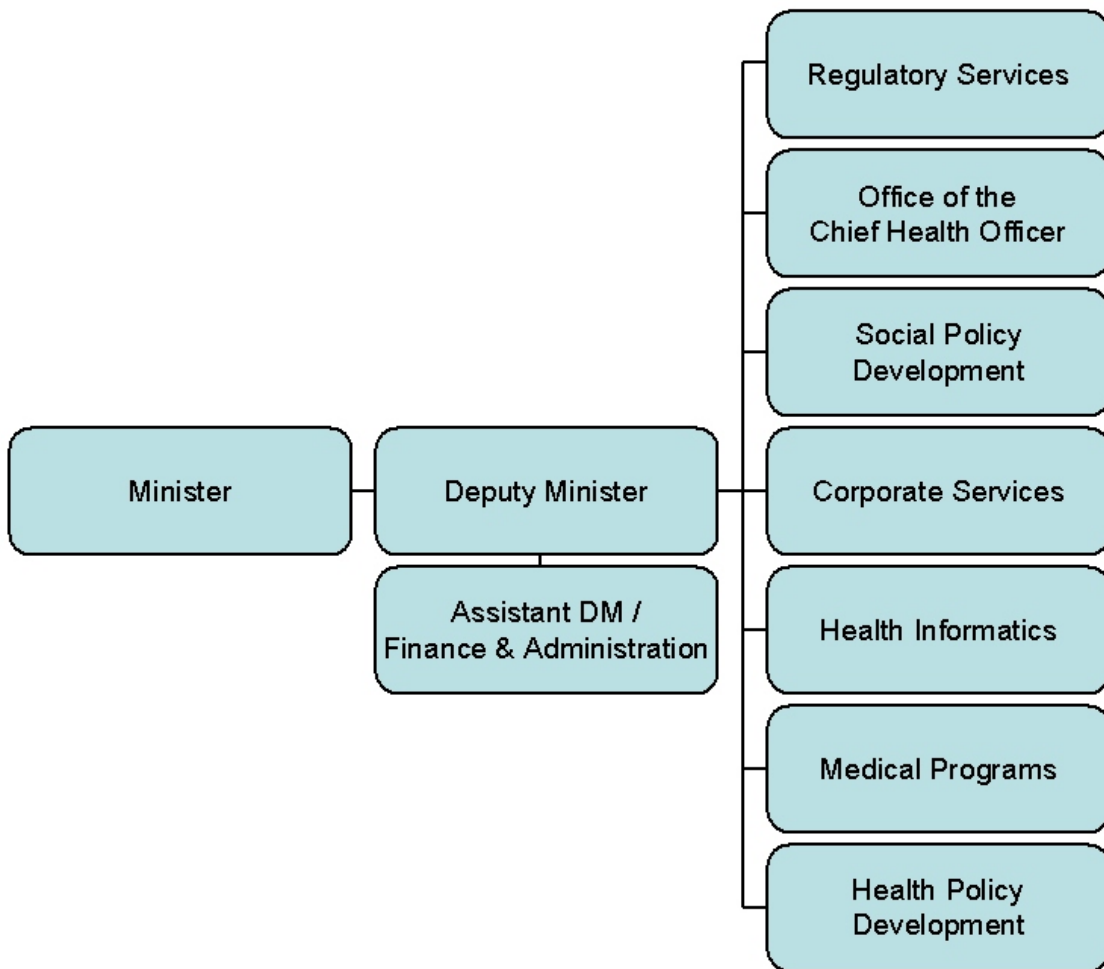 Regulatory Services
Office of the
Chief Health Officer
Social Policy
Development
Minister
Deputy Minister
Corporate Services
Assistant DM /
Finance & Administration
Health Informatics
Medical Programs
Health Policy
Development